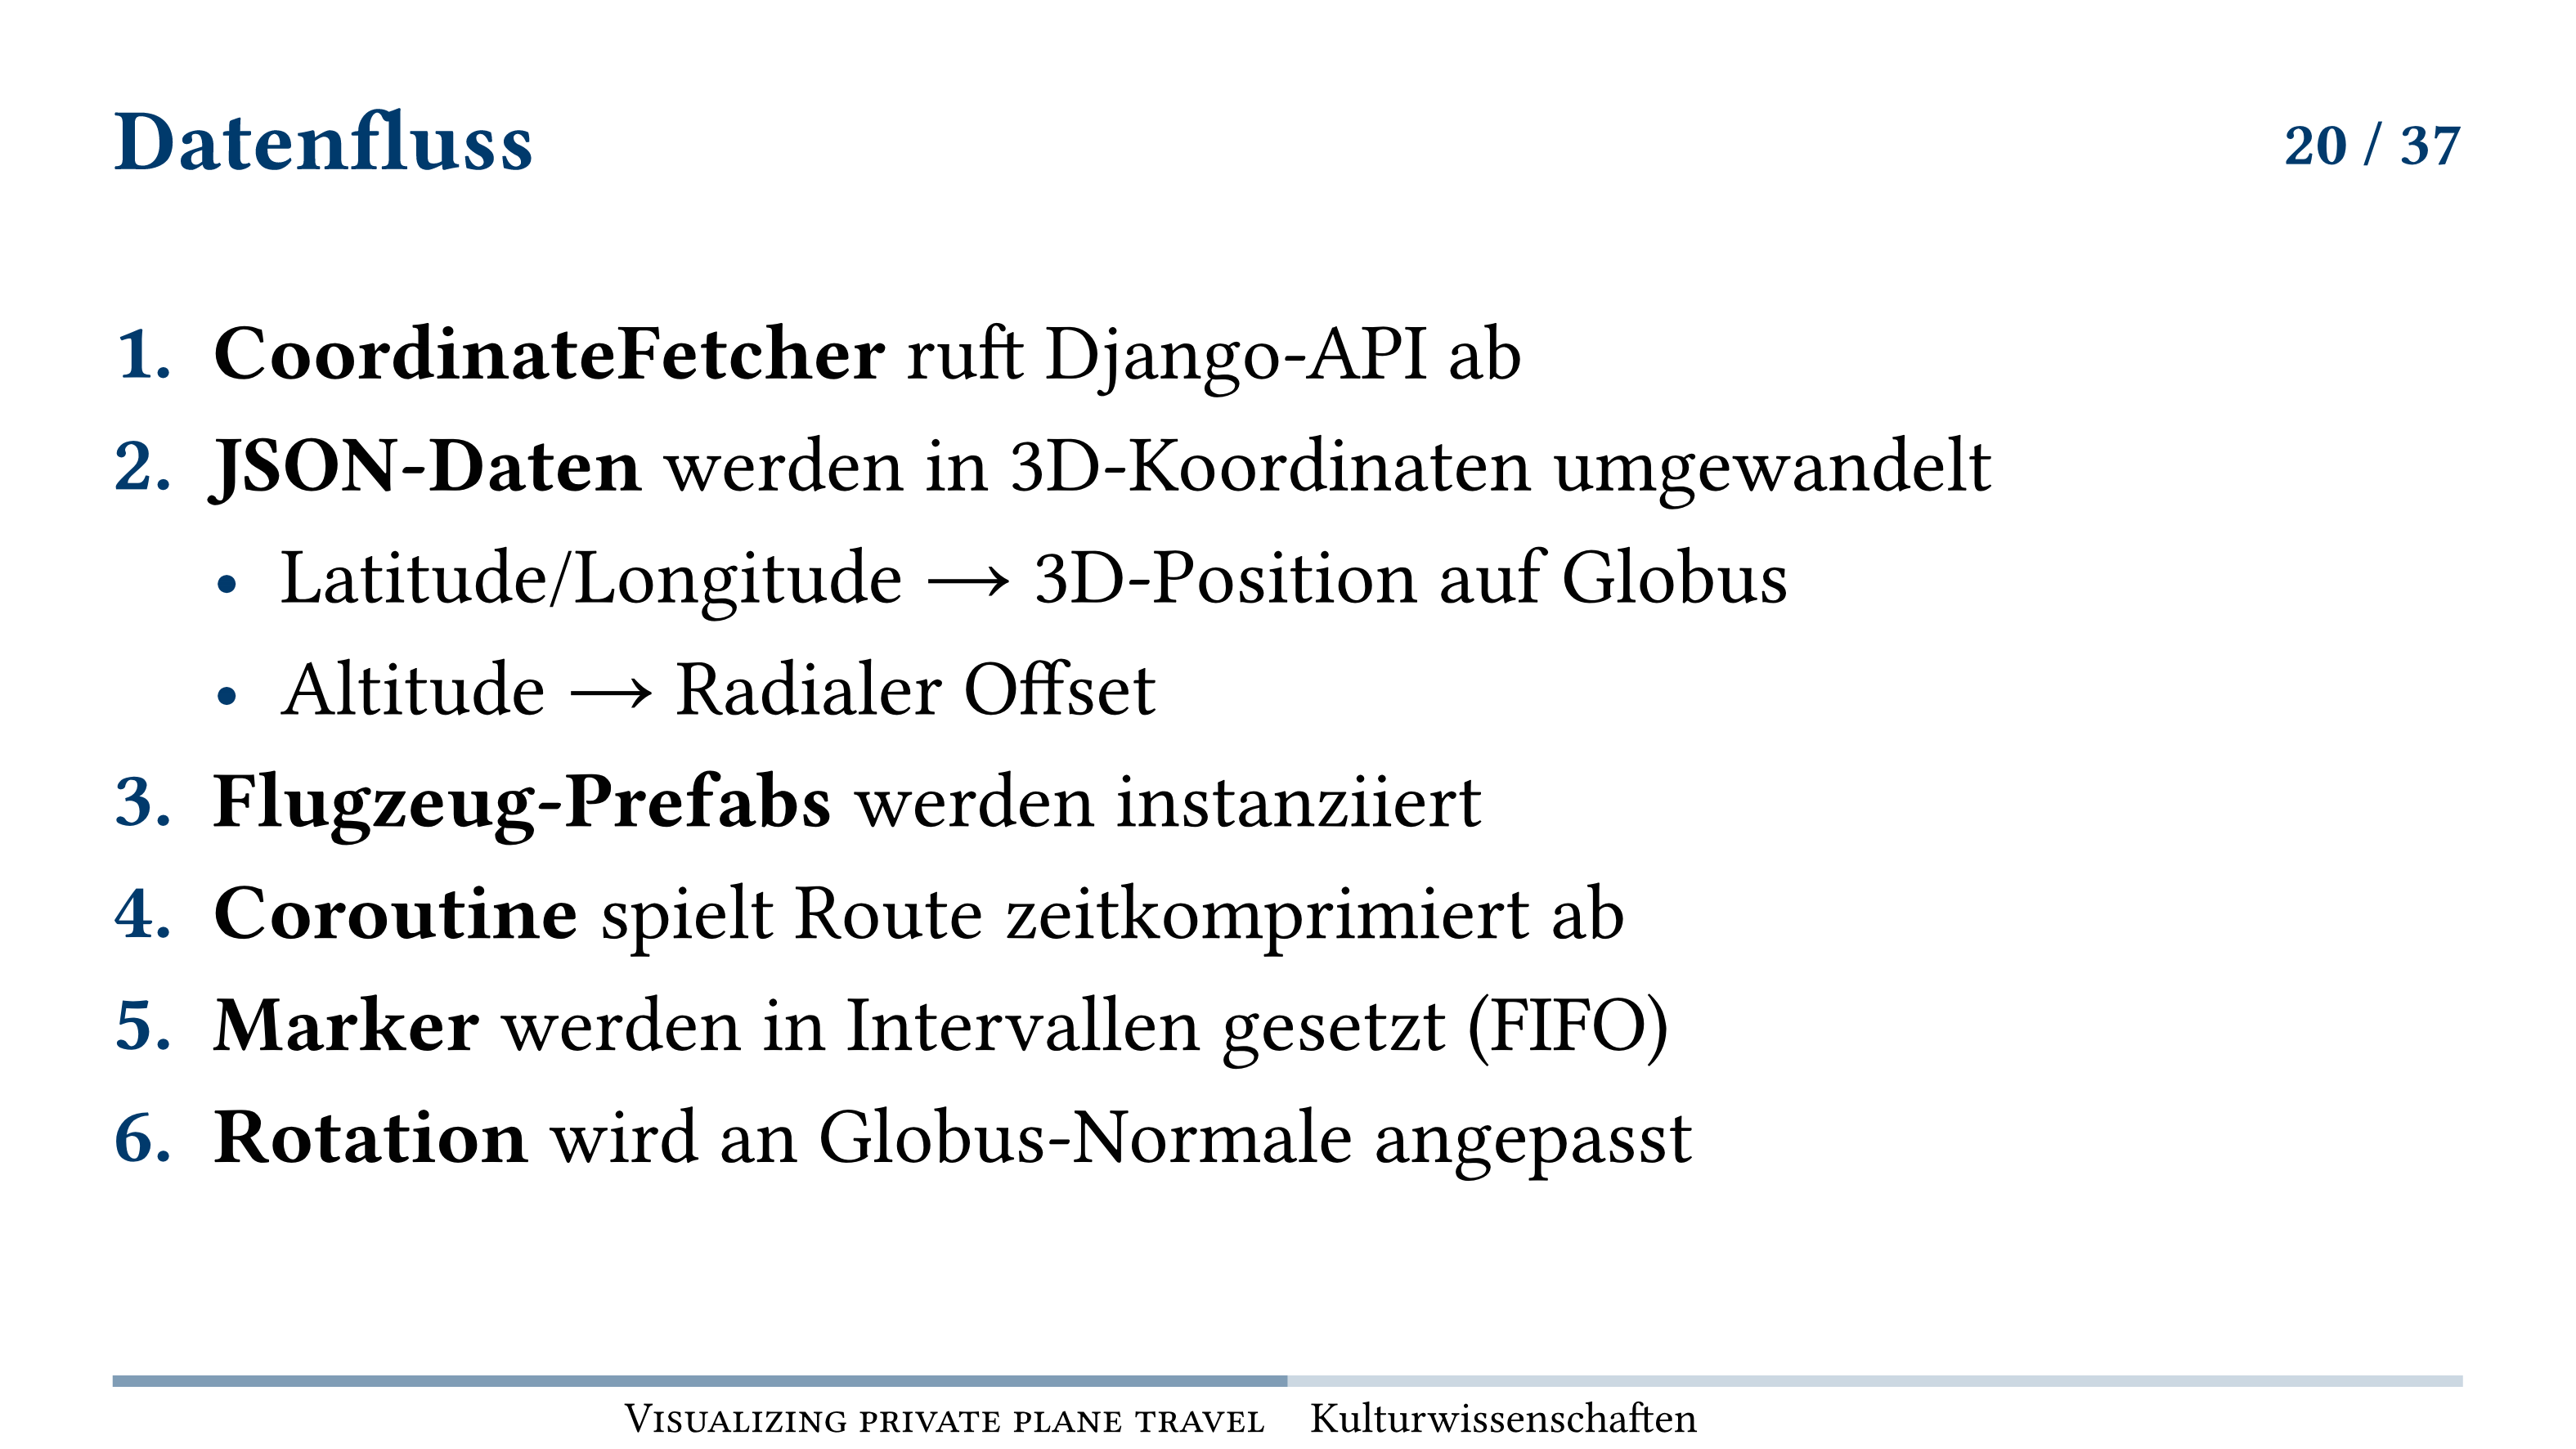 Datenfluss
20 / 37
1. CoordinateFetcher ruft Django-API ab
2. JSON-Daten werden in 3D-Koordinaten umgewandelt
• Latitude/Longitude ⟶ 3D-Position auf Globus
• Altitude ⟶ Radialer Offset
3. Flugzeug-Prefabs werden instanziiert
4. Coroutine spielt Route zeitkomprimiert ab
5. Marker werden in Intervallen gesetzt (FIFO)
6. Rotation wird an Globus-Normale angepasst
Visualizing private plane travel Kulturwissenschaften